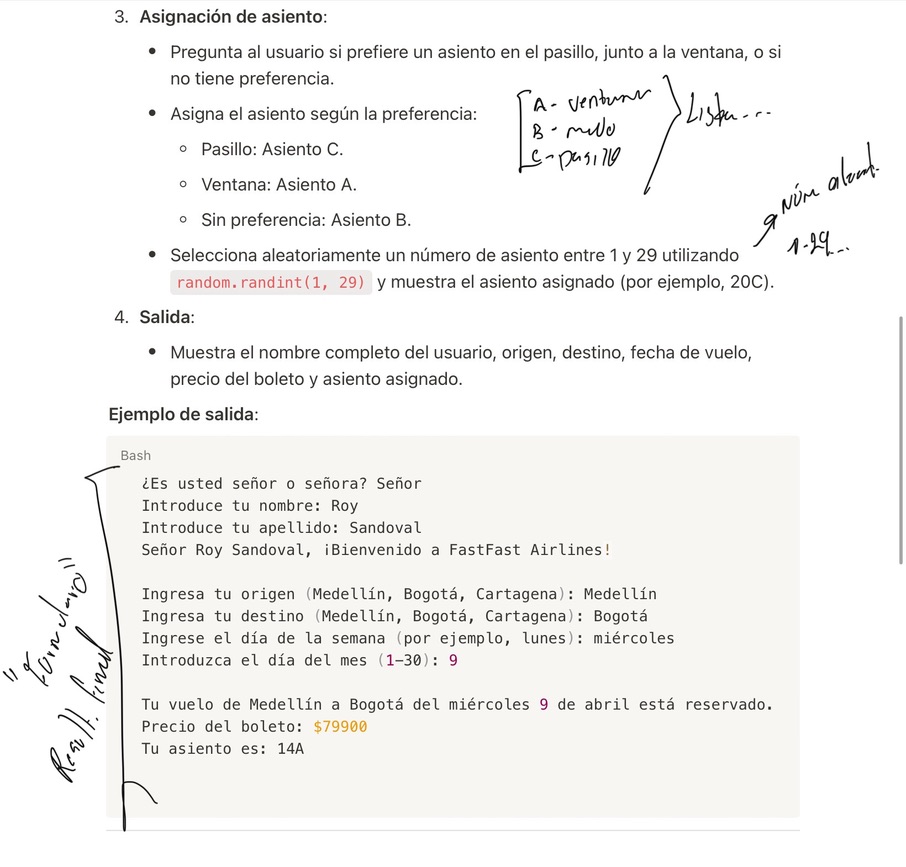 3. Asignación de asiento:
• Pregunta al usuario si prefiere un asiento en el pasillo, junto a la ventana, o si
no tiene preferencia.
• Asigna el asiento según la preferencia:
A - ventana
B - medio
C - pasillo
Lista...
◦ Pasillo: Asiento C.
◦ Ventana: Asiento A.
◦ Sin preferencia: Asiento B.
Núm aleat.
1-29...
• Selecciona aleatoriamente un número de asiento entre 1 y 29 utilizando
random.randint(1, 29) y muestra el asiento asignado (por ejemplo, 20C).
4. Salida:
• Muestra el nombre completo del usuario, origen, destino, fecha de vuelo,
precio del boleto y asiento asignado.
Ejemplo de salida:
Bash
¿Es usted señor o señora? Señor
Introduce tu nombre: Roy
Introduce tu apellido: Sandoval
Señor Roy Sandoval, ¡Bienvenido a FastFast Airlines!
Ingresa tu origen (Medellín, Bogotá, Cartagena): Medellín
Ingresa tu destino (Medellín, Bogotá, Cartagena): Bogotá
Ingrese el día de la semana (por ejemplo, lunes): miércoles
Introduzca el día del mes (1-30): 9
Tu vuelo de Medellín a Bogotá del miércoles 9 de abril está reservado.
Precio del boleto: $79900
Tu asiento es: 14A
"Formulario"
Result. final